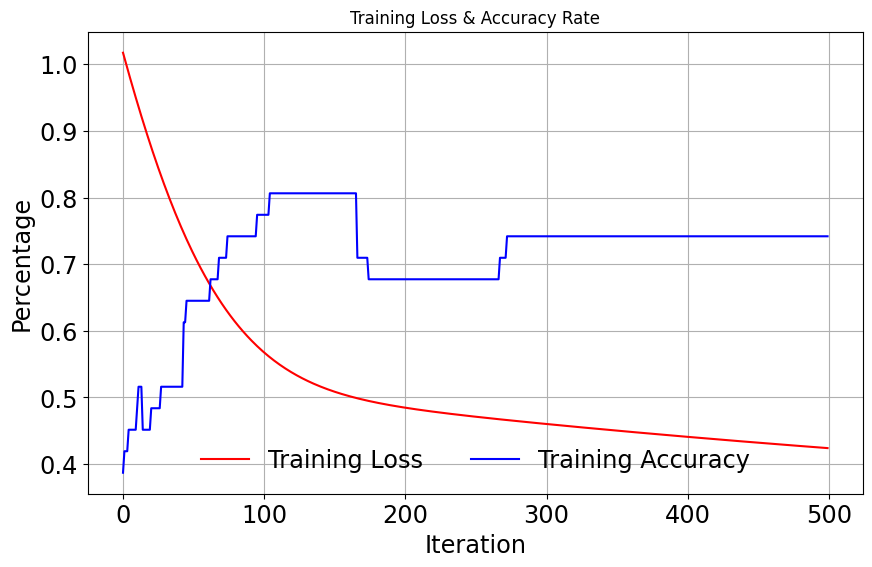 Training Loss & Accuracy Rate
1.0
0.9
0.8
0.7
0.6
0.5
0.4
Percentage
Training Loss Training Accuracy
0 100 200 300 400 500
Iteration